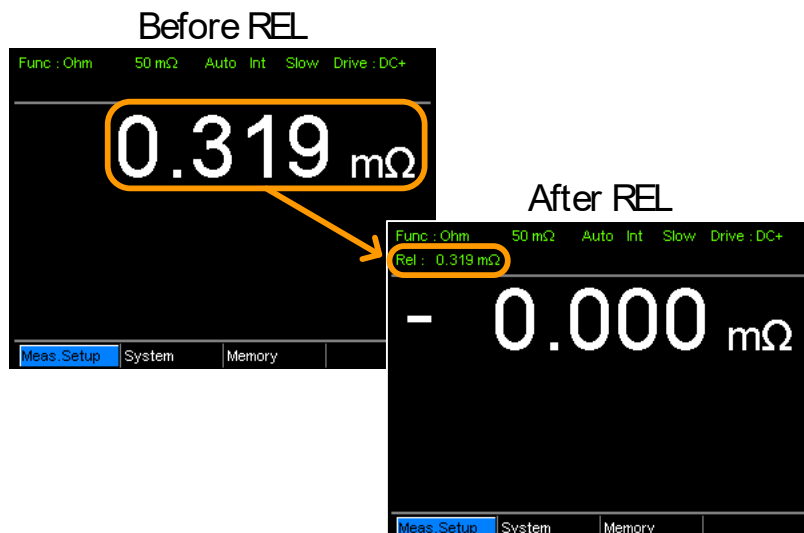 Before REL
Func : Ohm 50 mΩ Auto Int Slow Drive : DC+
0.319 mΩ
Meas.Setup System Memory
After REL
Func : Ohm 50 mΩ Auto Int Slow Drive : DC+
Rel : 0.319 mΩ
- 0.000 mΩ
Meas.Setup System Memory